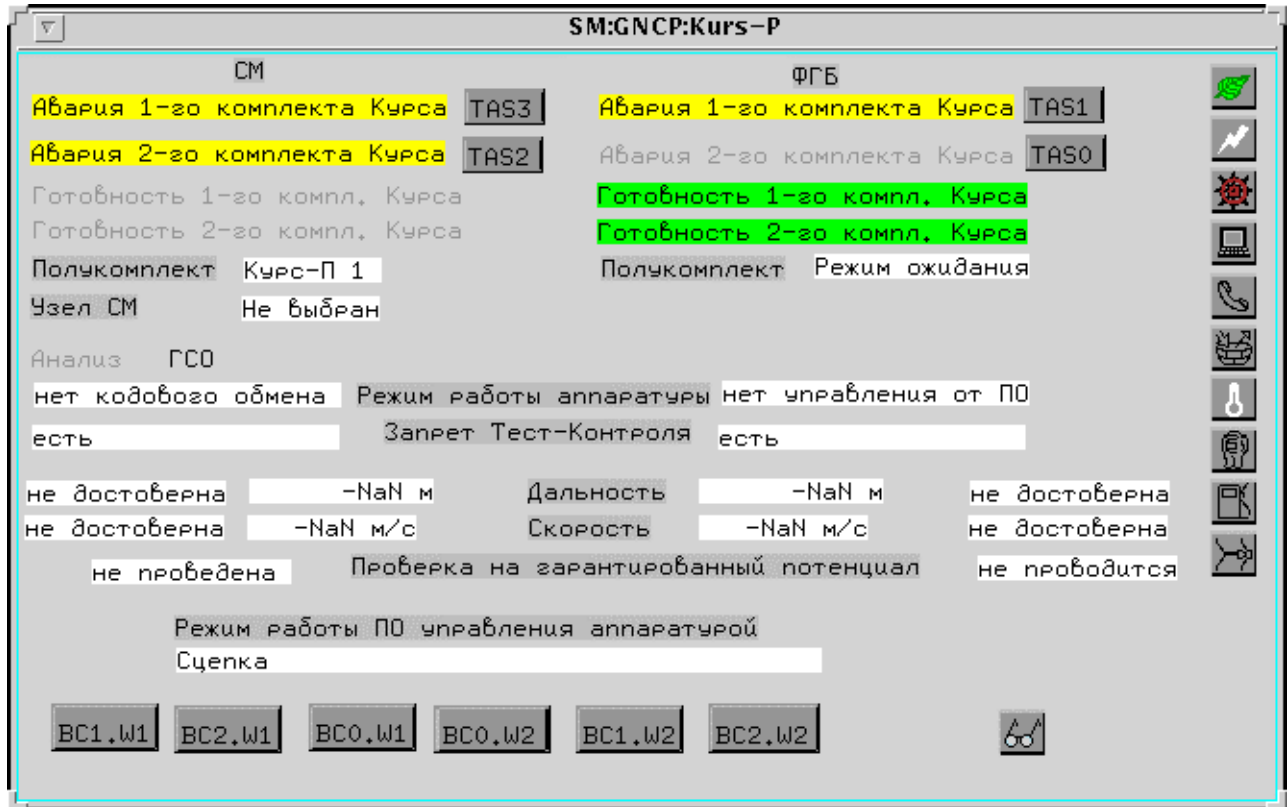 SM:GNCP:Kurs-P
СМ ФГБ
Авария 1-го комплекта Курса TAS3 Авария 1-го комплекта Курса TAS1
Авария 2-го комплекта Курса TAS2 Авария 2-го комплекта Курса TAS0
Готовность 1-го компл. Курса Готовность 1-го компл. Курса
Готовность 2-го компл. Курса Готовность 2-го компл. Курса
Полукомплект Курс-П 1 Полукомплект Режим ожидания
Узел СМ Не выбран
Анализ ГСО
нет кодового обмена Режим работы аппаратуры нет управления от ПО
есть Запрет Тест-Контроля есть
не достоверна -NaN м Дальность -NaN м не достоверна
не достоверна -NaN м/с Скорость -NaN м/с не достоверна
не проведена Проверка на гарантированный потенциал не проводится
Режим работы ПО управления аппаратурой
Сцепка
BC1.W1 BC2.W1 BC0.W1 BC0.W2 BC1.W2 BC2.W2